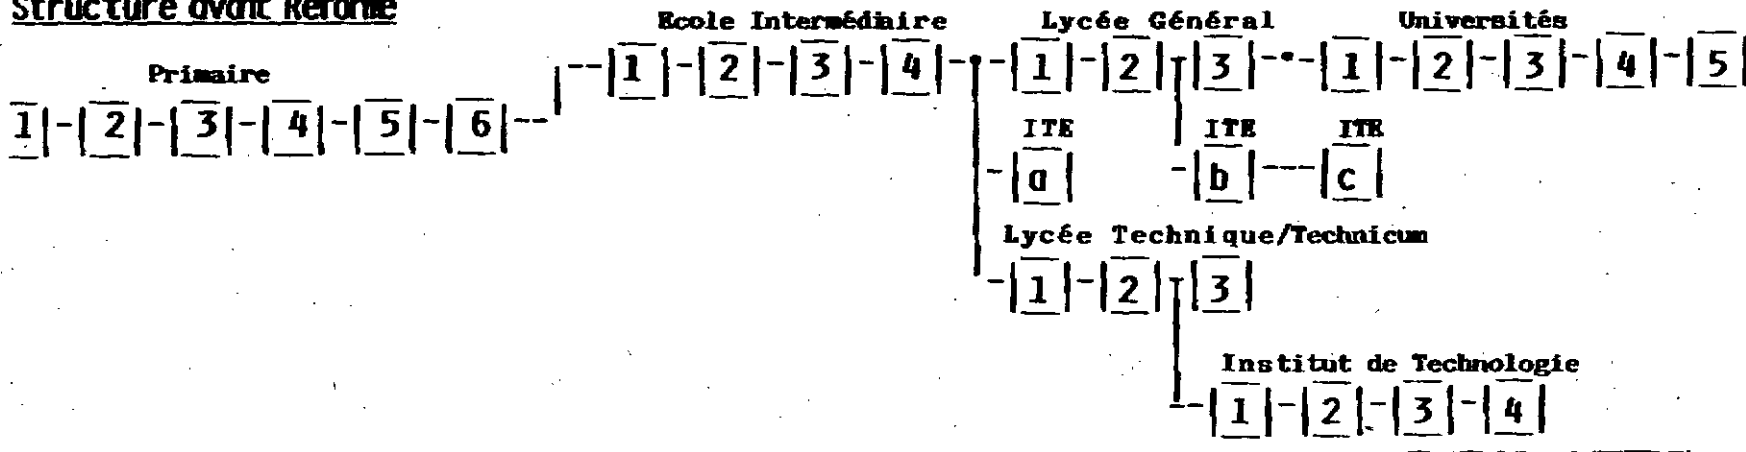 Structure avant Réforme
Ecole Intermédiaire Lycée Général Universités
Primaire
1 2 3 4 1 2 3 1 2 3 4 5
1 2 3 4 5 6
ITE ITE ITE
a b c
Lycée Technique/Technicum
1 2 3
Institut de Technologie
1 2 3 4